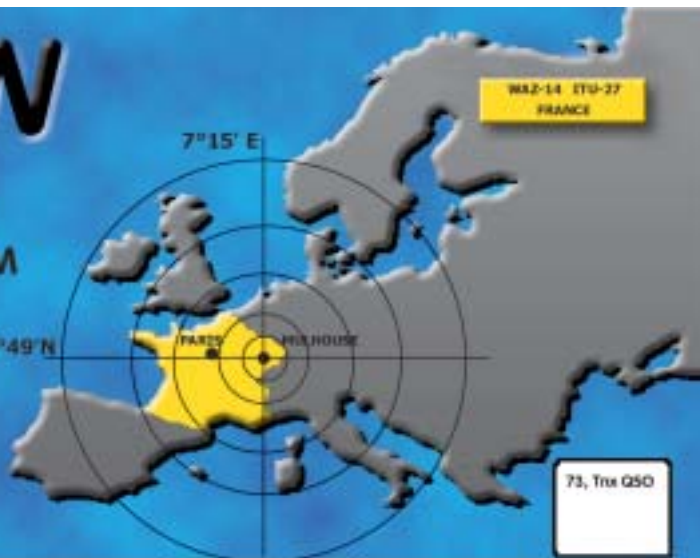 W
WAZ-14 ITU-27
FRANCE
7°15' E
M
°49'N
PARIS
MULHOUSE
73, Tnx QSO